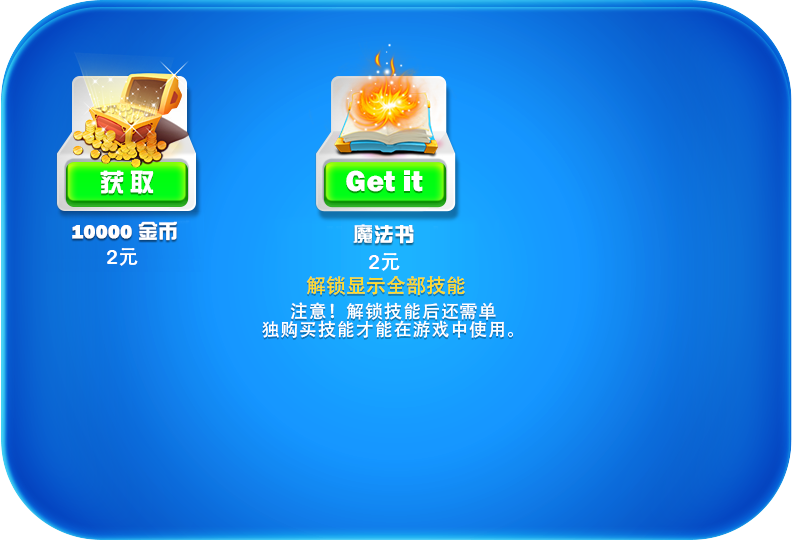 获取
10000 金币
2元
Get it
魔法书
2元
解锁显示全部技能
注意！解锁技能后还需单
独购买技能才能在游戏中使用。